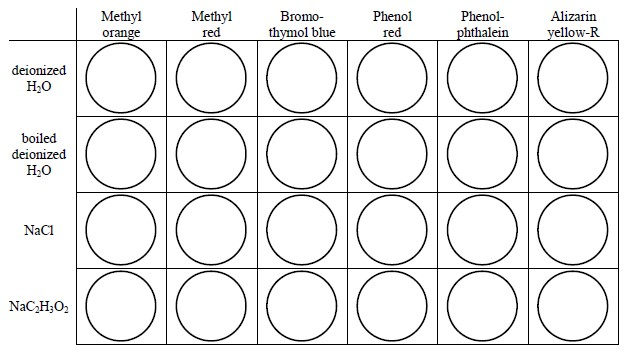 Methyl
orange
Methyl
red
Bromo-
thymol blue
Phenol
red
Phenol-
phthalein
Alizarin
yellow-R
deionized
H₂O
boiled
deionized
H₂O
NaCl
NaC₂H₃O₂